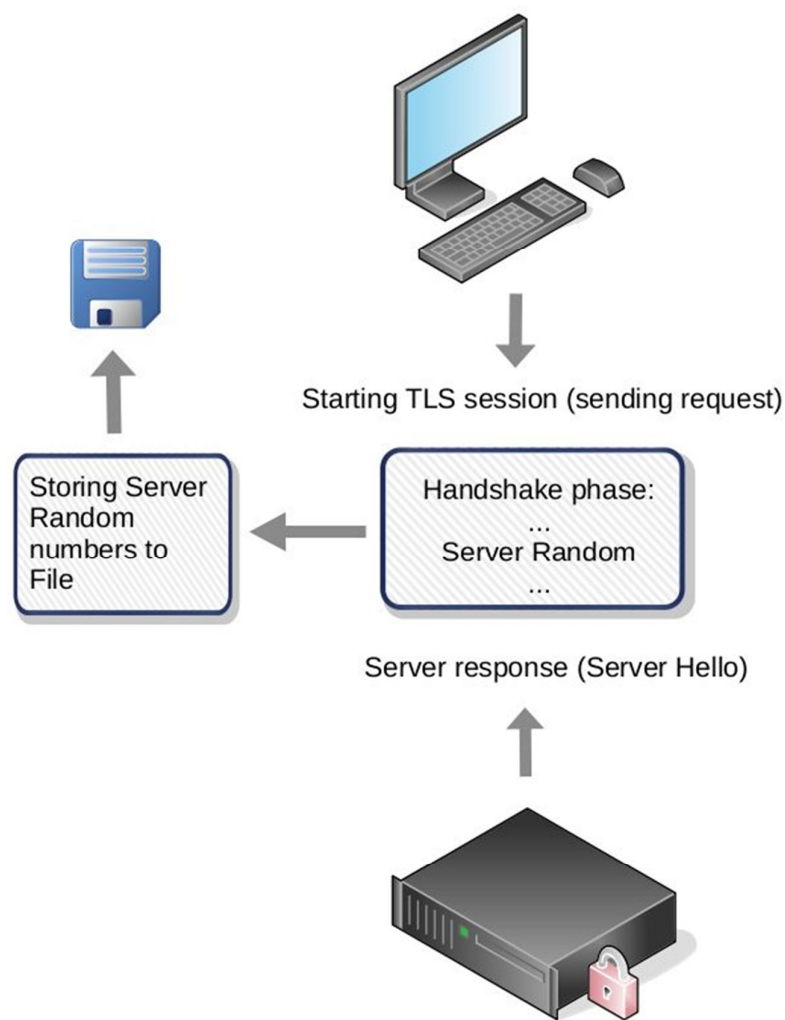 Starting TLS session (sending request)
Storing Server
Random
numbers to
File
Handshake phase:
...
Server Random
...
Server response (Server Hello)